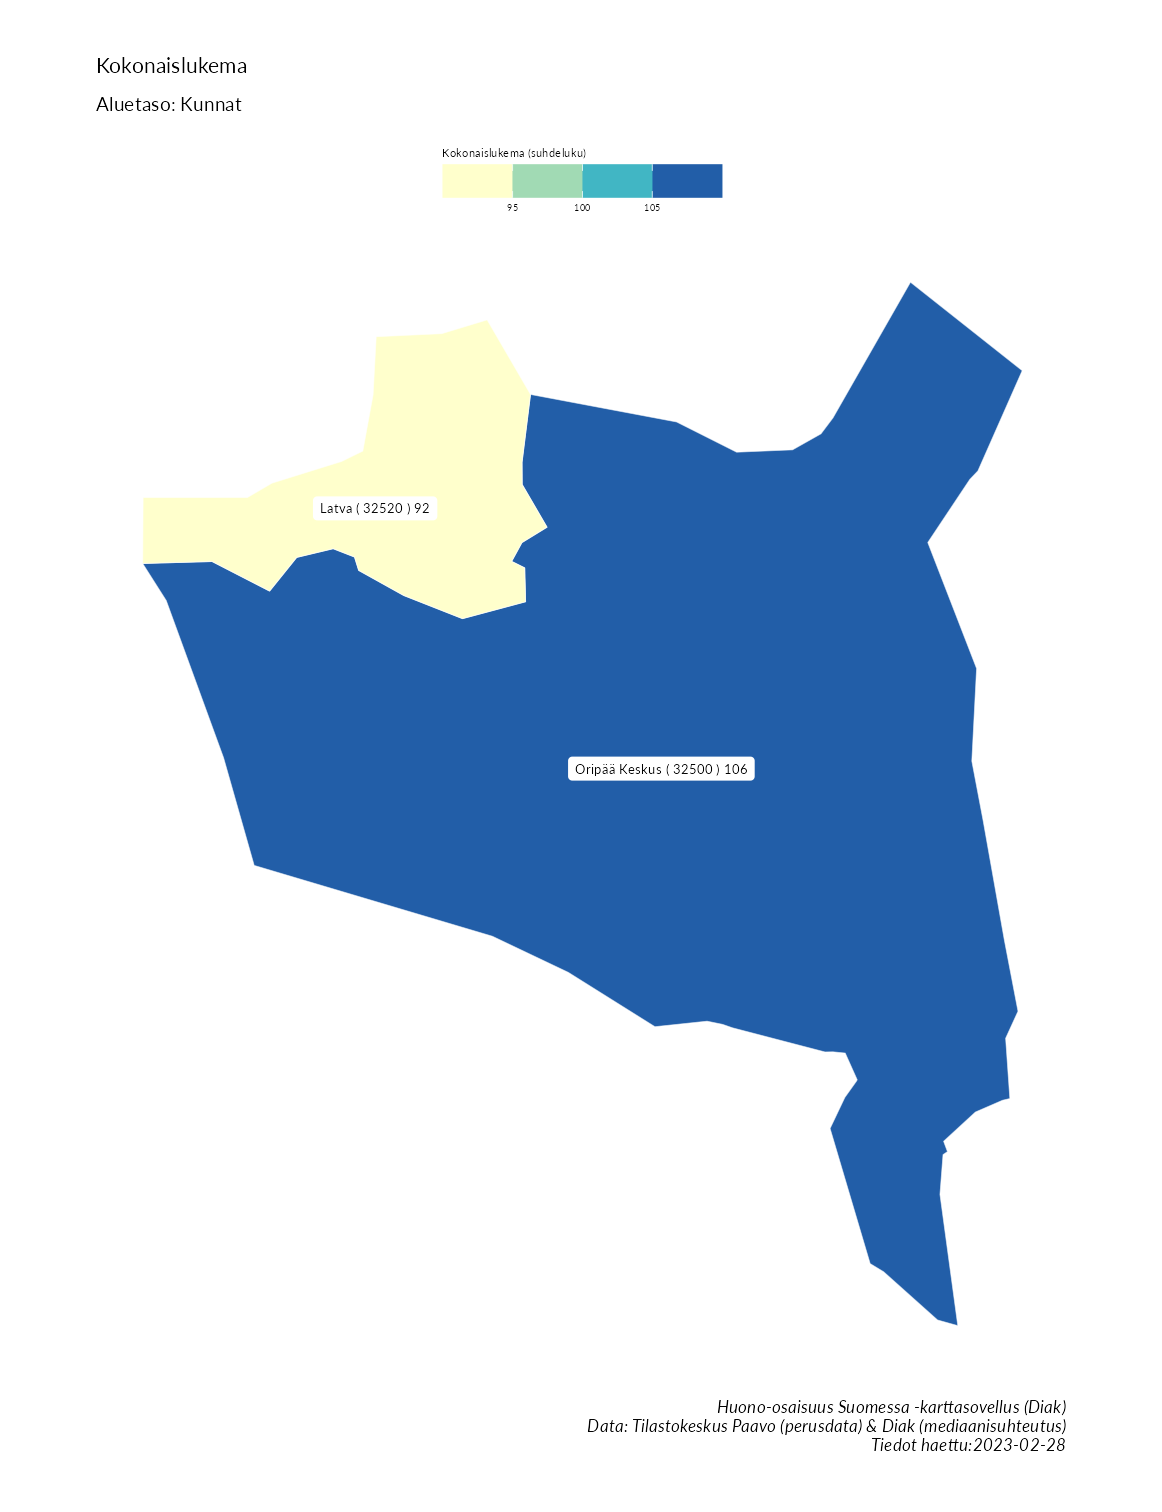 Kokonaislukema
Aluetaso: Kunnat
Kokonaislukema (suhdeluku)
95 100 105
Latva ( 32520 ) 92
Oripää Keskus ( 32500 ) 106
Huono-osaisuus Suomessa -karttasovellus (Diak)
Data: Tilastokeskus Paavo (perusdata) & Diak (mediaanisuhteutus)
Tiedot haettu:2023-02-28